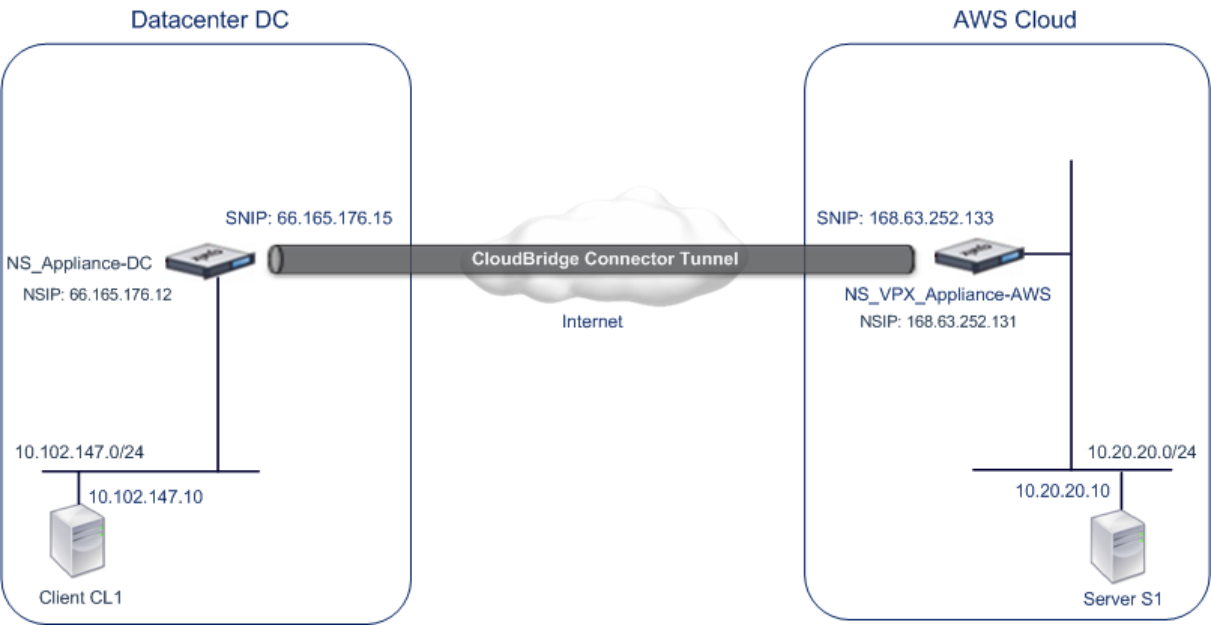 Datacenter DC
AWS Cloud
SNIP: 66.165.176.15
SNIP: 168.63.252.133
NS_Appliance-DC
CloudBridge Connector Tunnel
NSIP: 66.165.176.12
NS_VPX_Appliance-AWS
Internet
NSIP: 168.63.252.131
10.102.147.0/24
10.20.20.0/24
10.102.147.10
10.20.20.10
Client CL1
Server S1